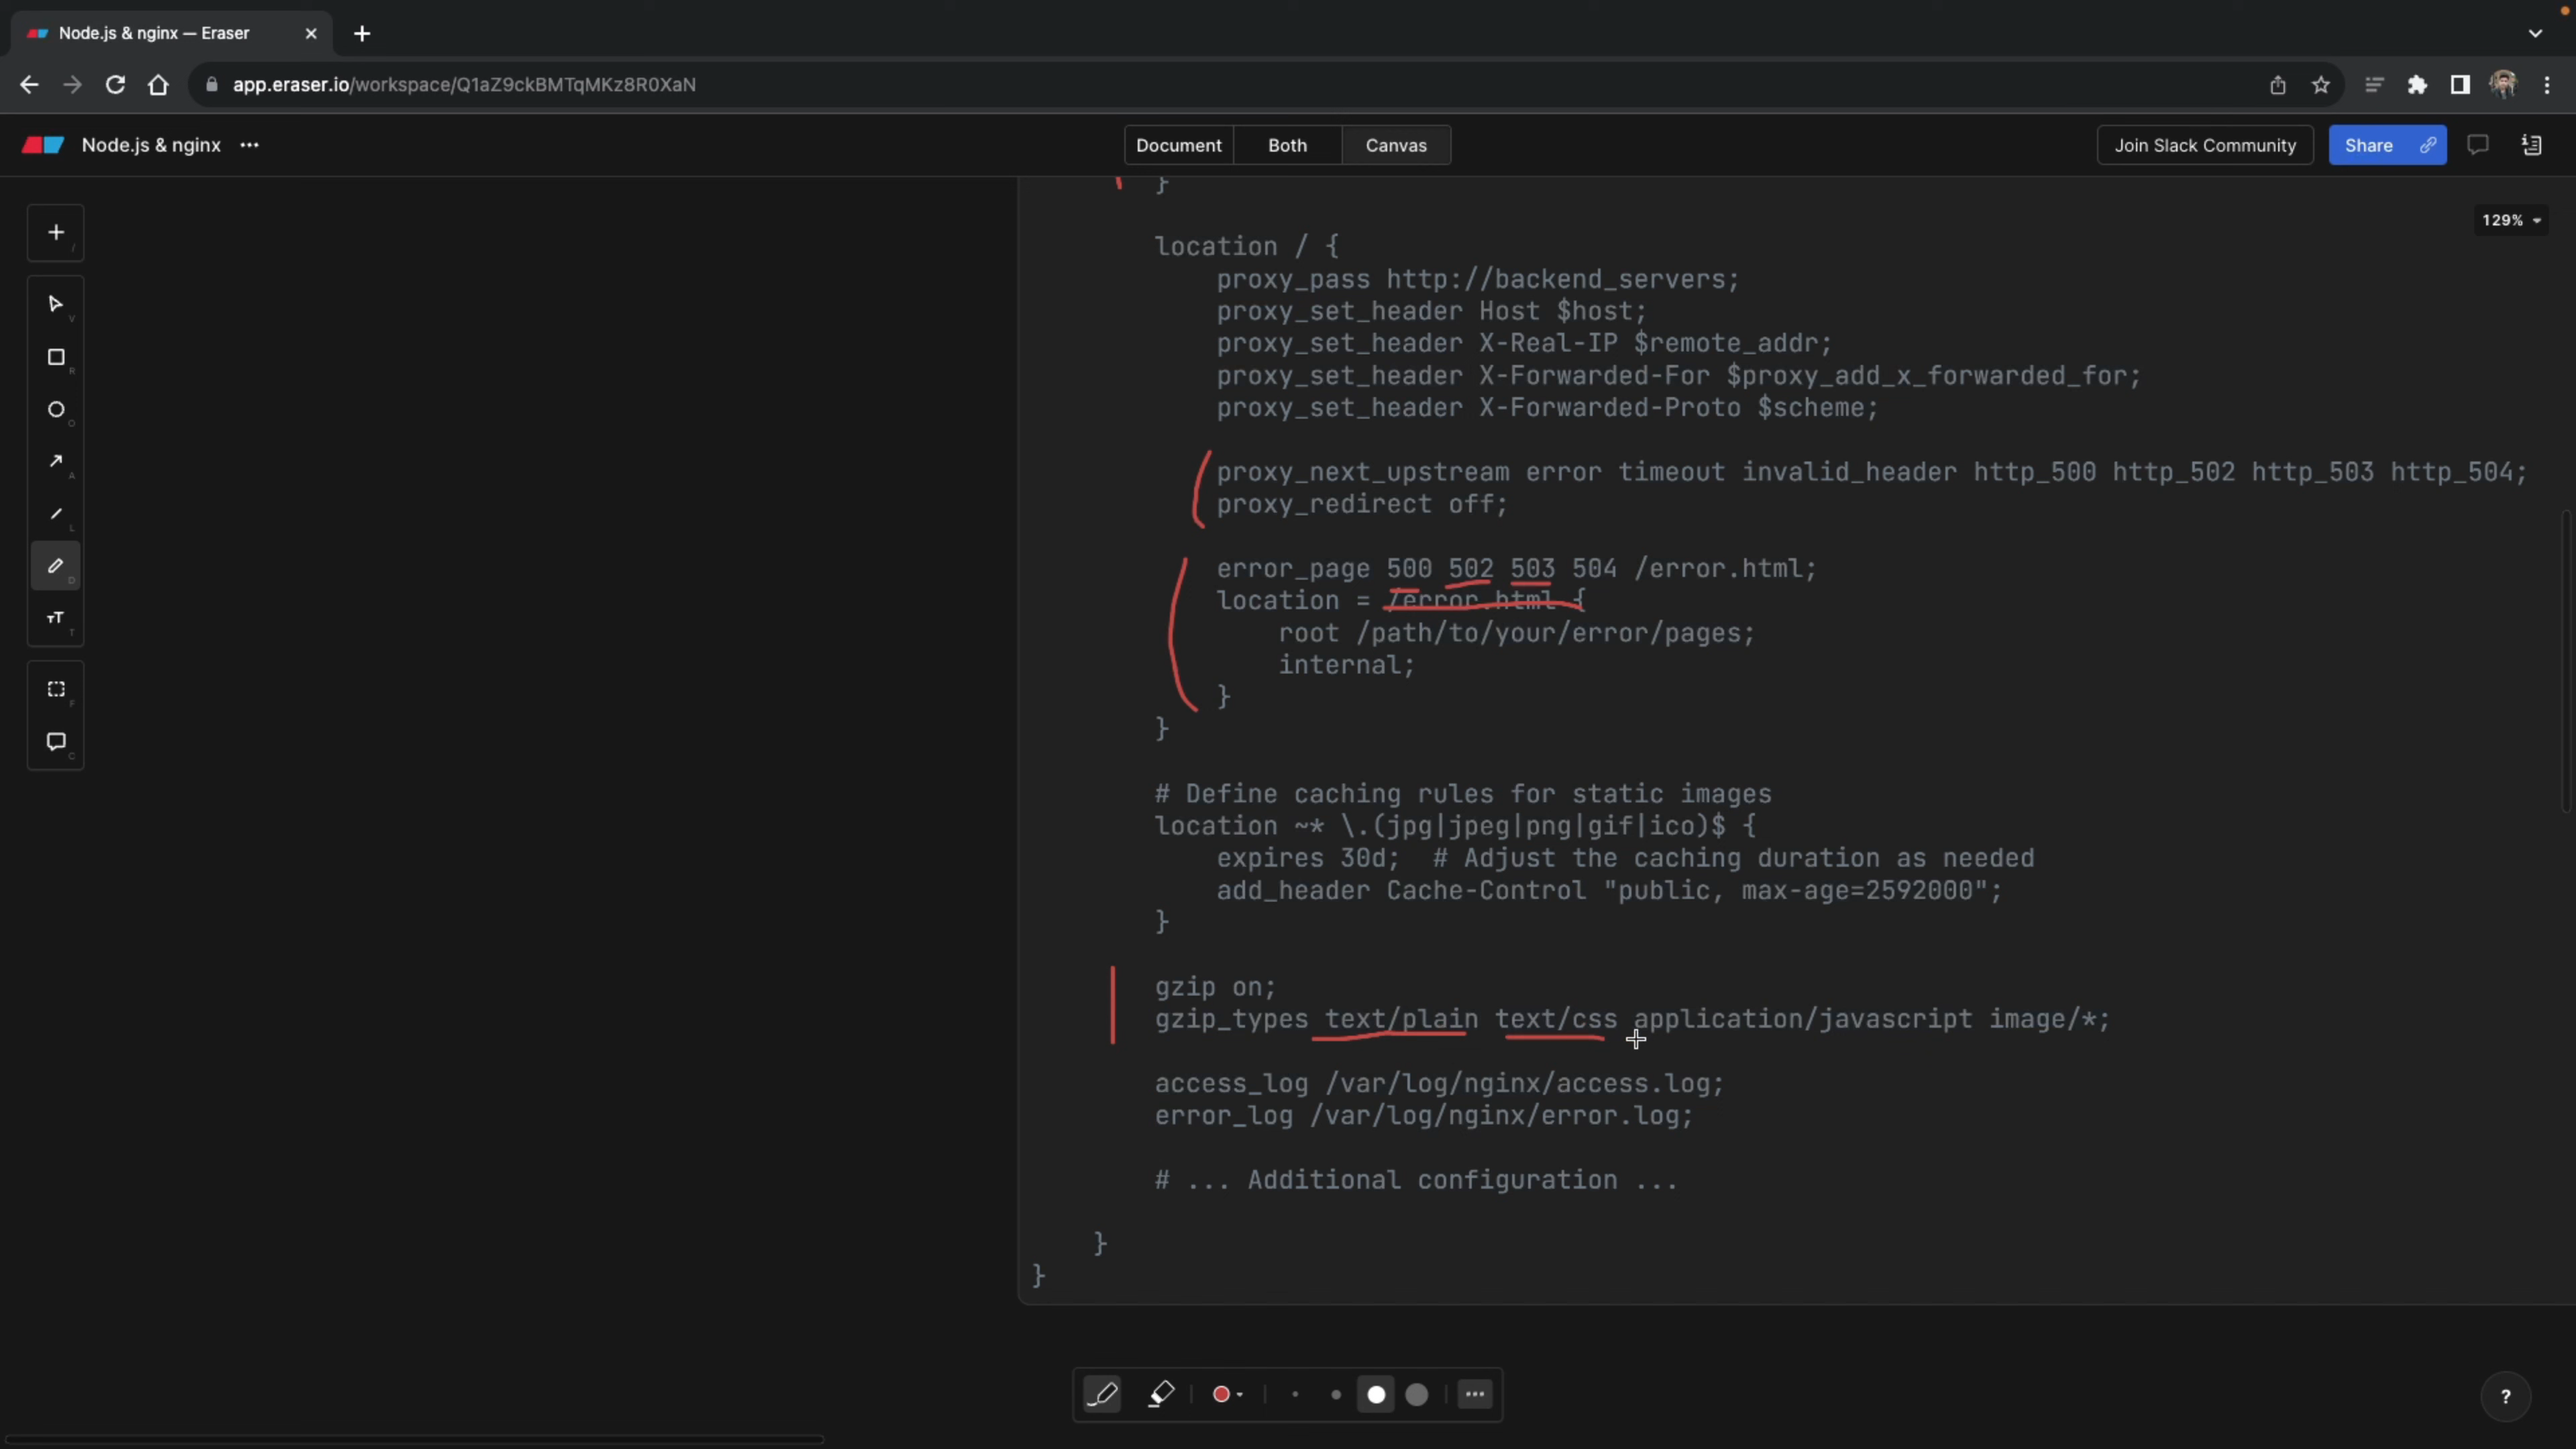 Node.js & nginx — Eraser
app.eraser.io/workspace/Q1aZ9ckBMTqMKz8R0XaN
Node.js & nginx ...
Document Both Canvas
Join Slack Community Share
129%
}
location / {
proxy_pass http://backend_servers;
proxy_set_header Host $host;
proxy_set_header X-Real-IP $remote_addr;
proxy_set_header X-Forwarded-For $proxy_add_x_forwarded_for;
proxy_set_header X-Forwarded-Proto $scheme;
proxy_next_upstream error timeout invalid_header http_500 http_502 http_503 http_504;
proxy_redirect off;
error_page 500 502 503 504 /error.html;
location = /error.html {
root /path/to/your/error/pages;
internal;
}
}
# Define caching rules for static images
location ~* \.(jpg|jpeg|png|gif|ico)$ {
expires 30d;  # Adjust the caching duration as needed
add_header Cache-Control "public, max-age=2592000";
}
gzip on;
gzip_types text/plain text/css application/javascript image/*;
access_log /var/log/nginx/access.log;
error_log /var/log/nginx/error.log;
# ... Additional configuration ...
}
}
/
V
R
O
A
L
D
TT
T
F
C
?